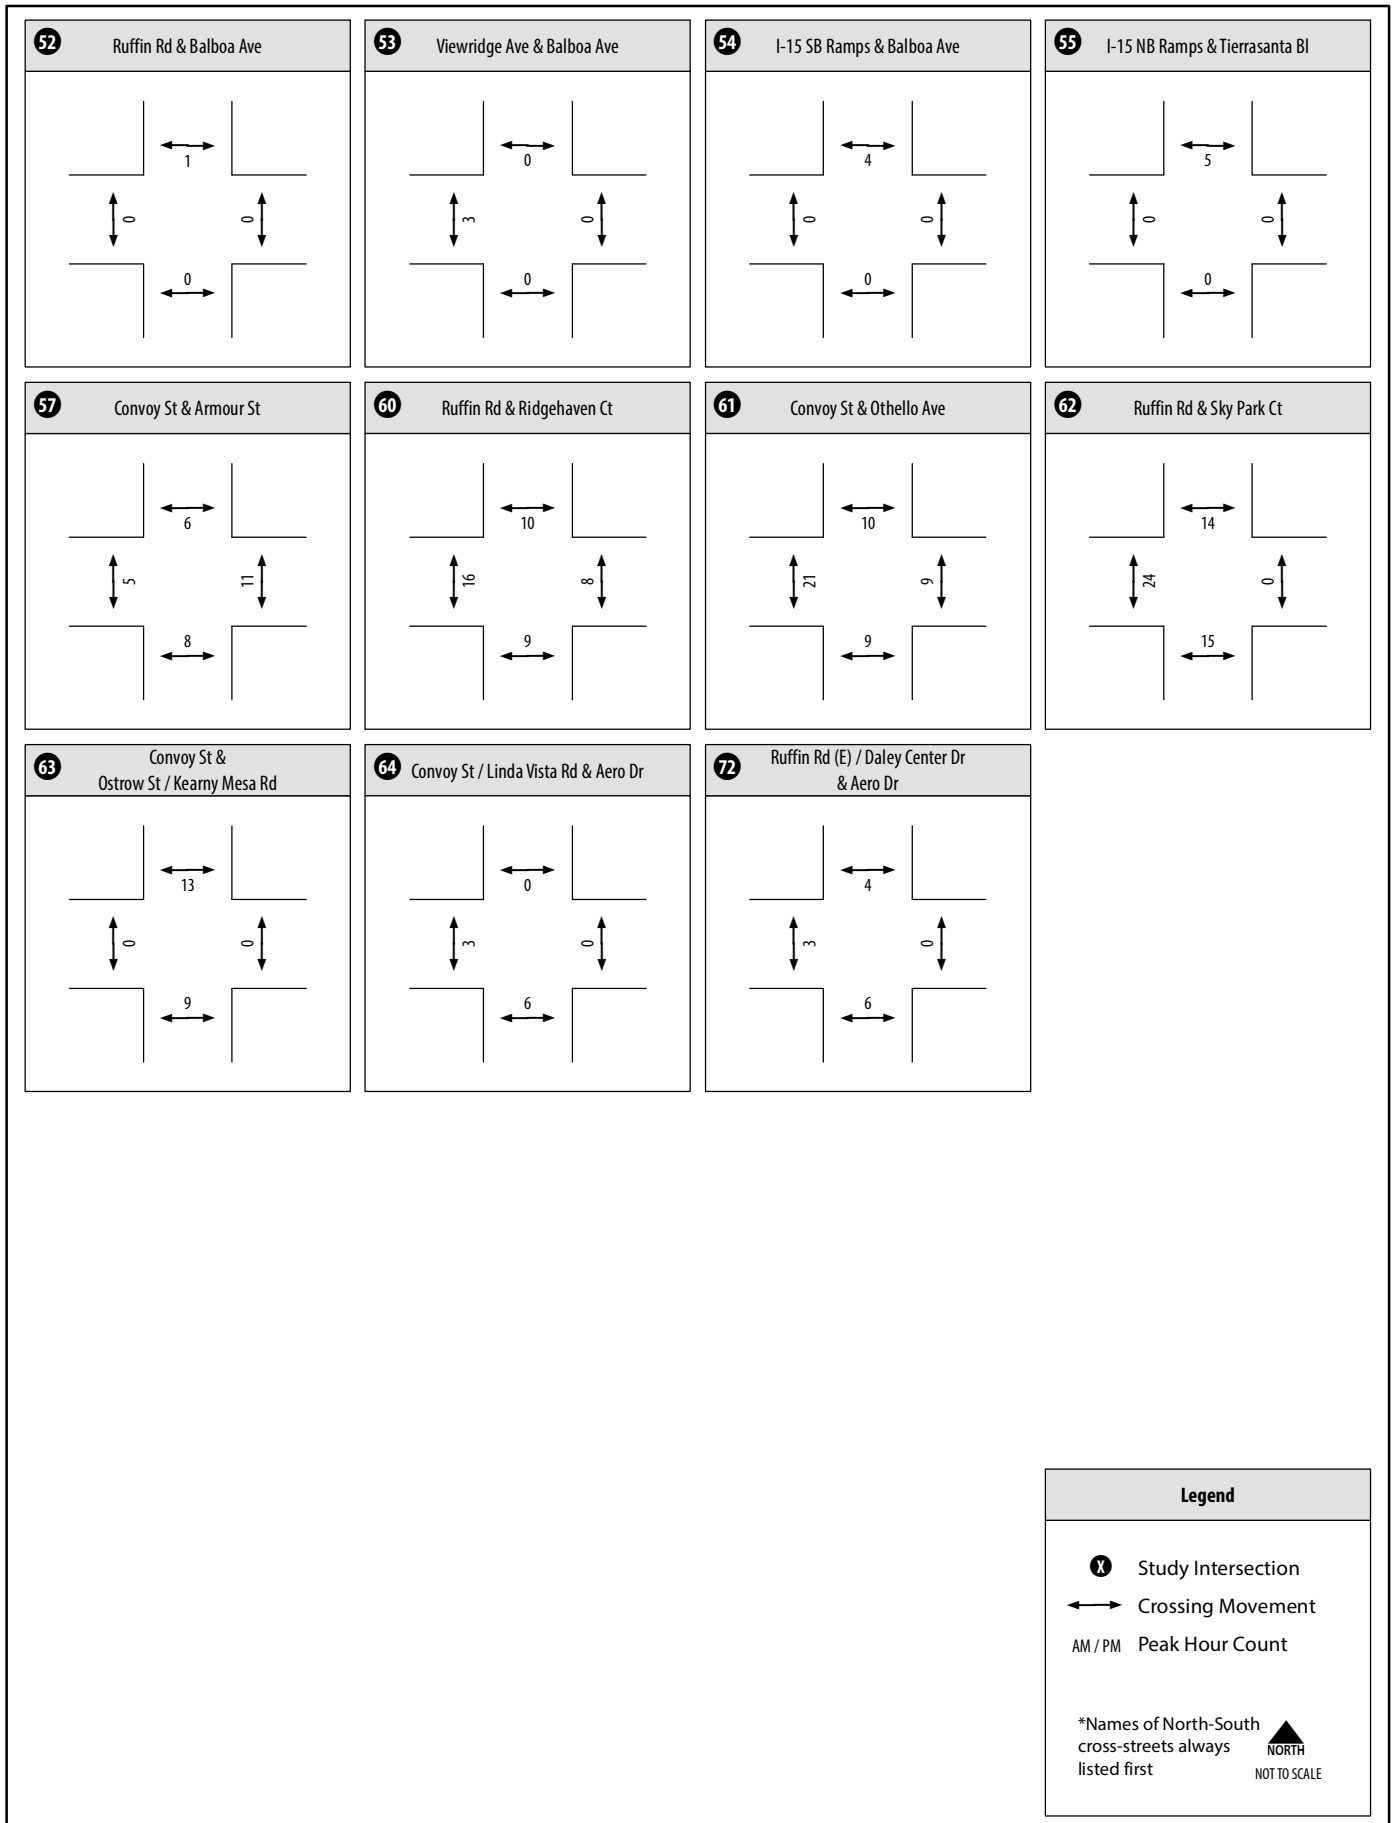 52 Ruffin Rd & Balboa Ave
1
0
0
0
53 Viewridge Ave & Balboa Ave
0
3
0
0
54 I-15 SB Ramps & Balboa Ave
4
0
0
0
55 I-15 NB Ramps & Tierrasanta Bl
5
0
0
0
57 Convoy St & Armour St
6
5
11
8
60 Ruffin Rd & Ridgehaven Ct
10
16
8
9
61 Convoy St & Othello Ave
10
21
9
9
62 Ruffin Rd & Sky Park Ct
14
24
0
15
63 Convoy St &
Ostrow St / Kearny Mesa Rd
13
0
0
9
64 Convoy St / Linda Vista Rd & Aero Dr
0
3
0
6
72 Ruffin Rd (E) / Daley Center Dr
& Aero Dr
4
3
0
6
Legend
X Study Intersection
Crossing Movement
AM / PM Peak Hour Count
*Names of North-South
cross-streets always
listed first
NORTH
NOT TO SCALE